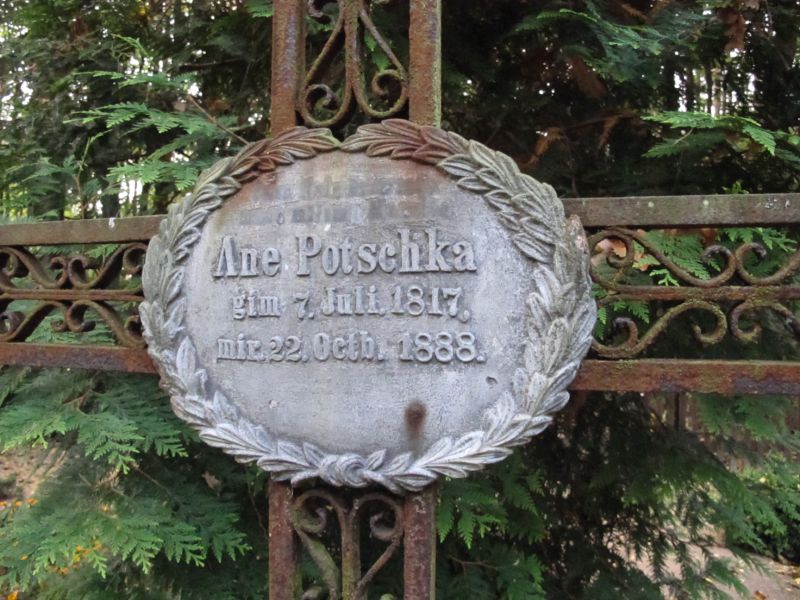 Ane Potschka
gim 7. Juli. 1817.
mir. 22. Octb. 1888.